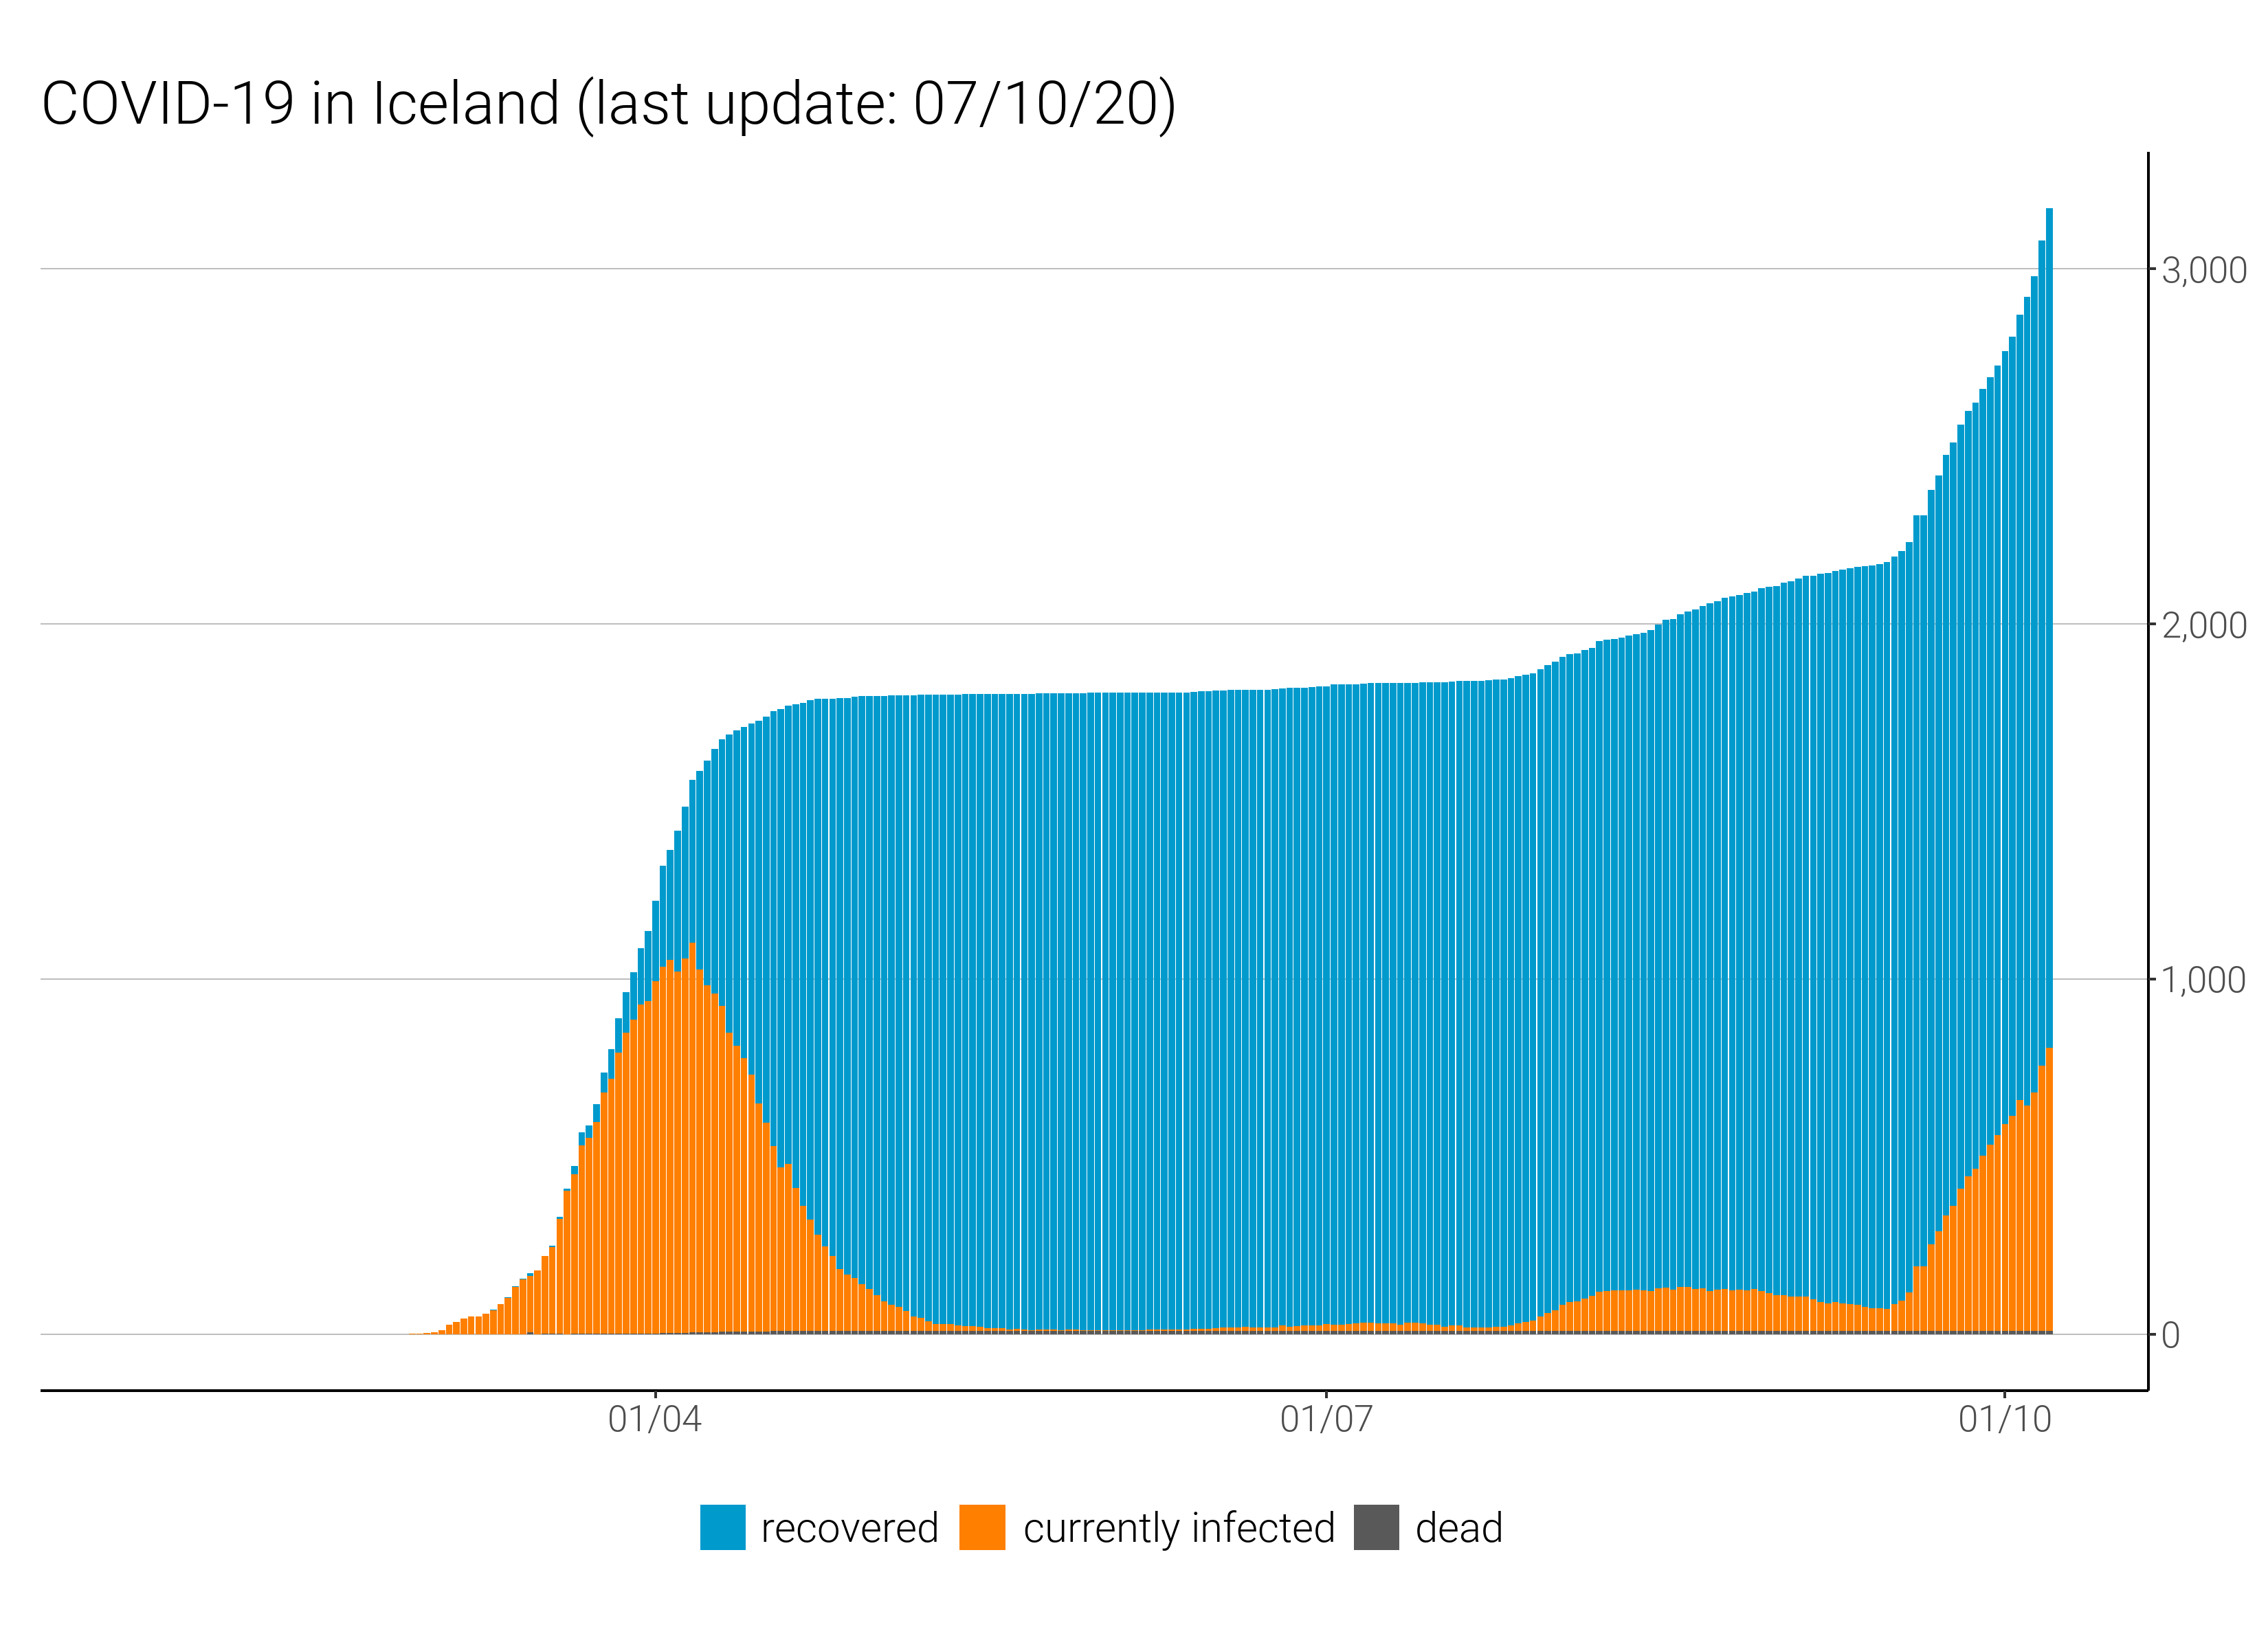 COVID-19 in Iceland (last update: 07/10/20)
3,000
2,000
1,000
0
01/04 01/07 01/10
recovered currently infected dead